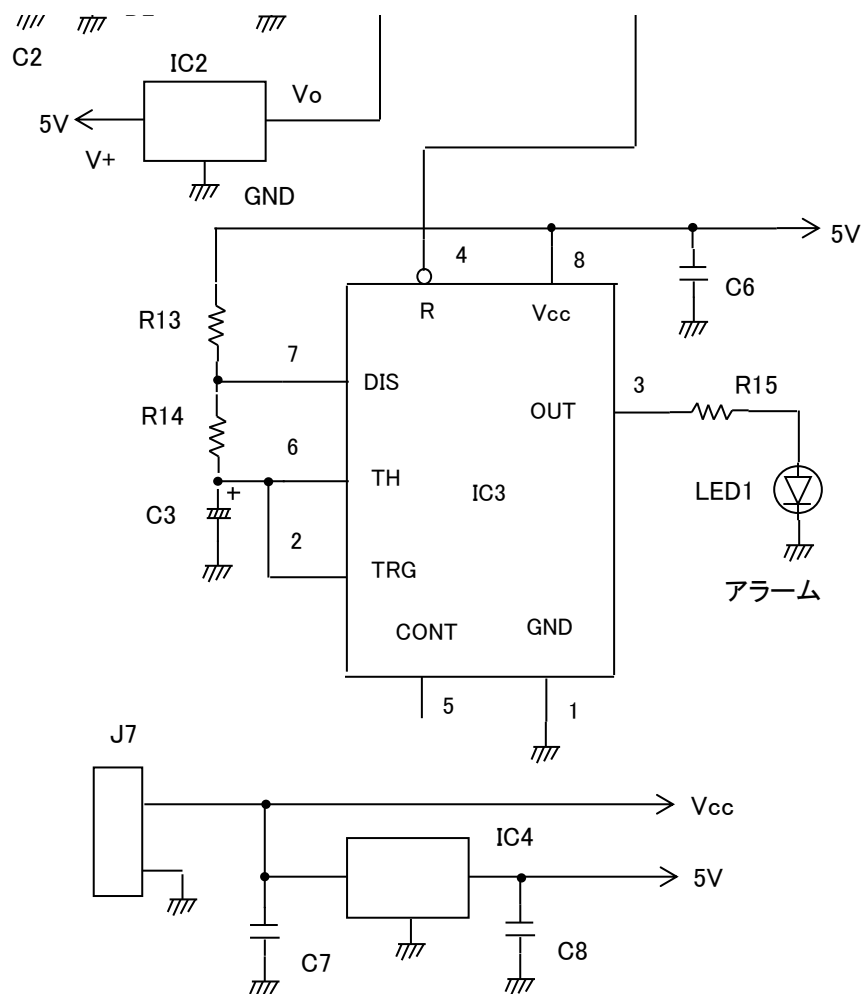 C2
IC2
Vo
5V
V+
GND
5V
4
8
C6
R
Vcc
R13
7
DIS
3
R15
OUT
R14
6
TH
IC3
LED1
+
C3
2
TRG
アラーム
CONT
GND
5
1
J7
Vcc
IC4
5V
C7
C8